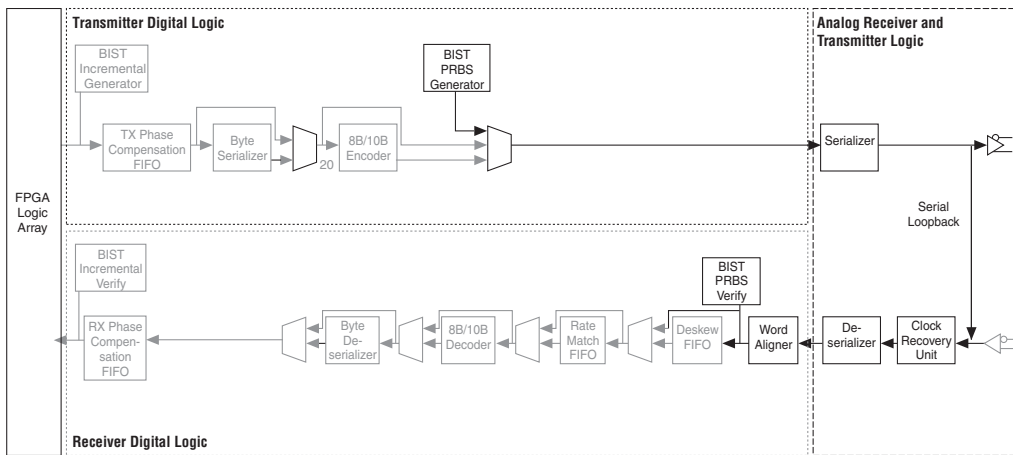 Transmitter Digital Logic
Analog Receiver and
Transmitter Logic
BIST
Incremental
Generator
BIST
PRBS
Generator
TX Phase
Compensation
FIFO
Byte
Serializer
20
8B/10B
Encoder
Serializer
FPGA
Logic
Array
Serial
Loopback
BIST
Incremental
Verify
BIST
PRBS
Verify
RX Phase
Compen-
sation
FIFO
Byte
De-
serializer
8B/10B
Decoder
Rate
Match
FIFO
Deskew
FIFO
Word
Aligner
De-
serializer
Clock
Recovery
Unit
Receiver Digital Logic